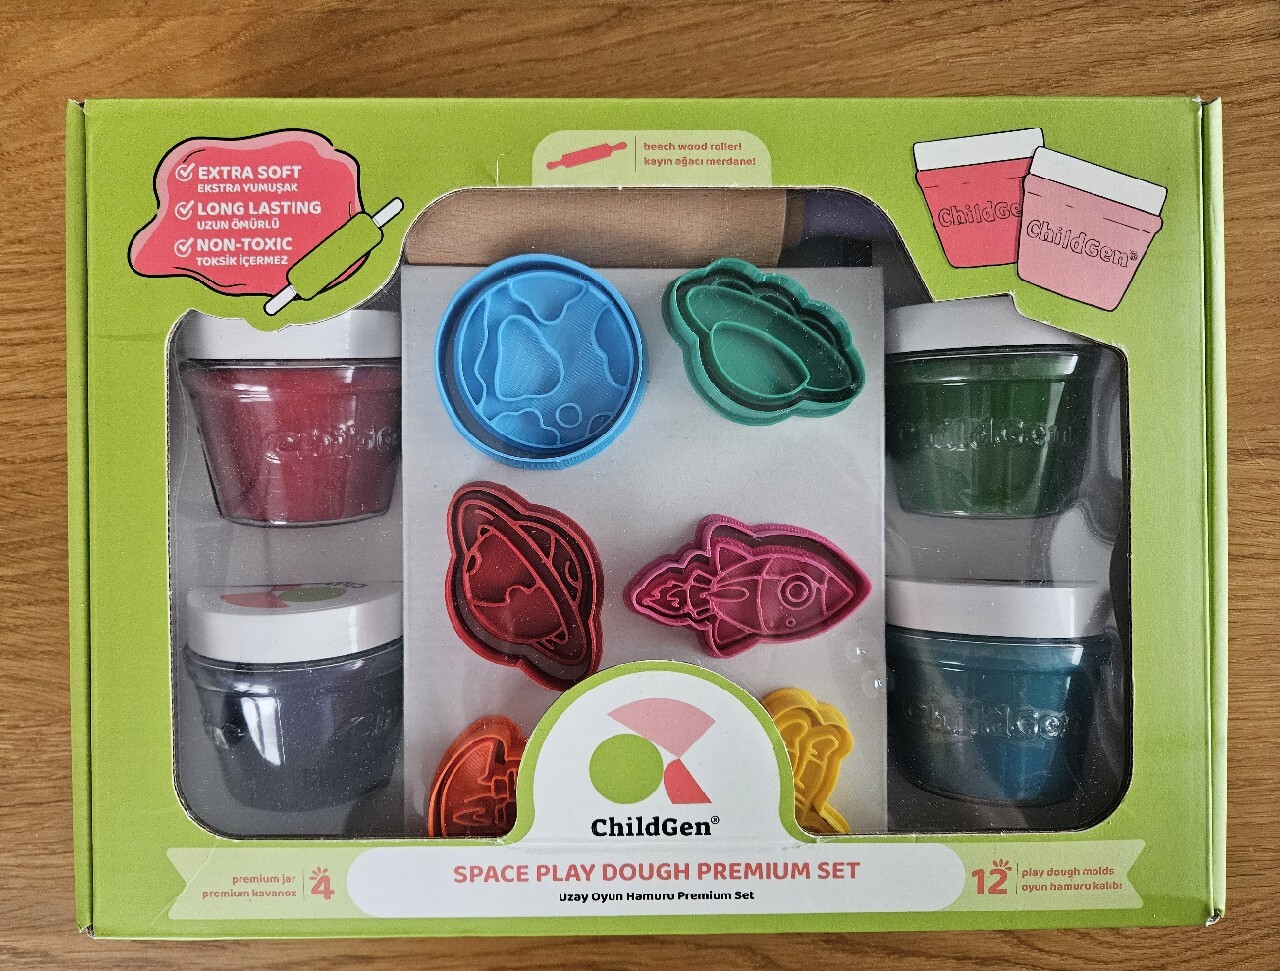 EXTRA SOFT
EKSTRA YUMUŞAK
LONG LASTING
UZUN ÖMÜRLÜ
NON-TOXIC
TOKSİK İÇERMEZ
beech wood roller!
kayın ağacı merdane!
ChildGen
ChildGen®
ChildGen
ChildGen
ChildGen®
SPACE PLAY DOUGH PREMIUM SET
Uzay Oyun Hamuru Premium Set
premium jar
premium kavanoz
4
12
play dough molds
oyun hamuru kalıbı